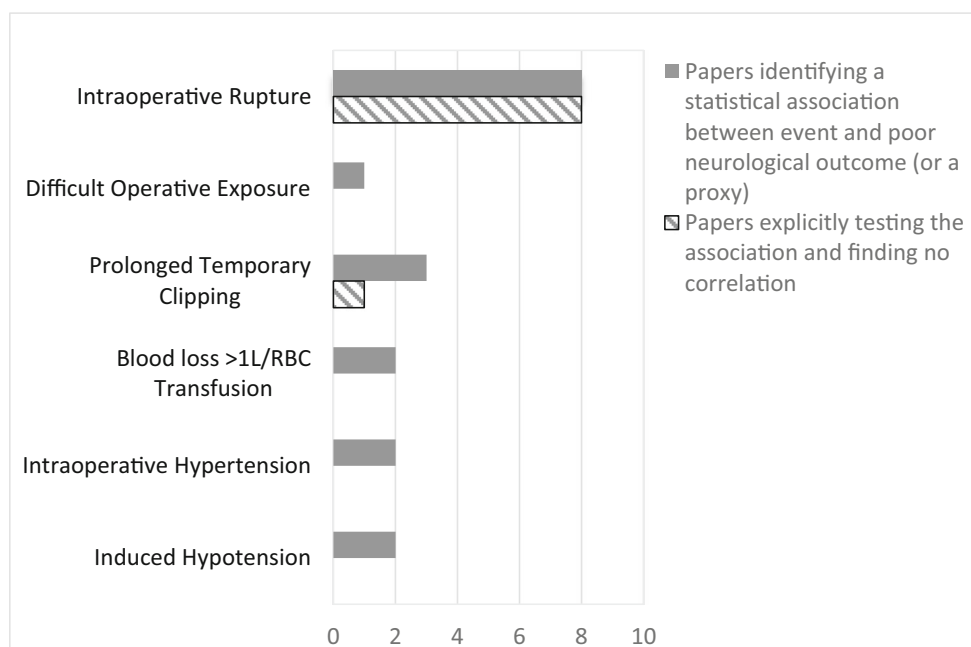 Intraoperative Rupture
Difficult Operative Exposure
Prolonged Temporary
Clipping
Blood loss >1L/RBC
Transfusion
Intraoperative Hypertension
Induced Hypotension
0 2 4 6 8 10
Papers identifying a
statistical association
between event and poor
neurological outcome (or a
proxy)
Papers explicitly testing the
association and finding no
correlation